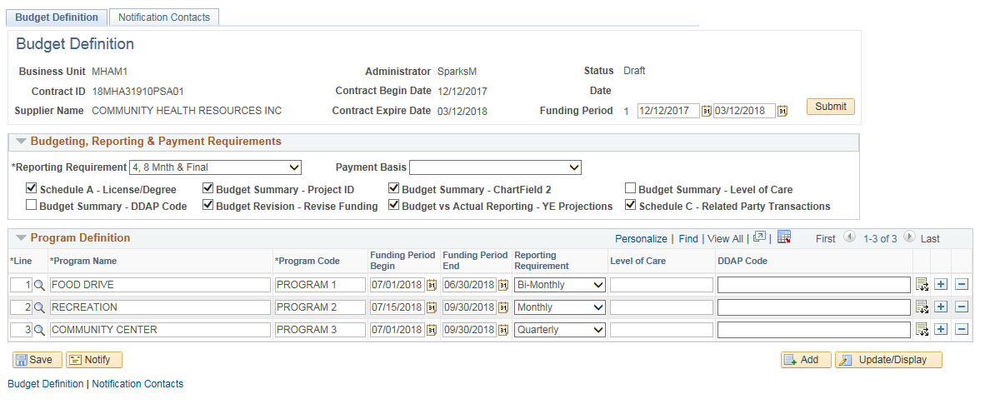 Budget Definition Notification Contacts
Budget Definition
Business Unit MHAM1 Administrator SparksM Status Draft
Contract ID 18MHA31910PSA01 Contract Begin Date 12/12/2017 Date
Supplier Name COMMUNITY HEALTH RESOURCES INC Contract Expire Date 03/12/2018 Funding Period 1 12/12/2017 03/12/2018 Submit
Budgeting, Reporting & Payment Requirements
*Reporting Requirement 4, 8 Mnth & Final Payment Basis
Schedule A - License/Degree Budget Summary - Project ID Budget Summary - ChartField 2 Budget Summary - Level of Care
Budget Summary - DDAP Code Budget Revision - Revise Funding Budget vs Actual Reporting - YE Projections Schedule C - Related Party Transactions
Program Definition Personalize | Find | View All | | First 1-3 of 3 Last
*Line *Program Name *Program Code Funding Period Begin Funding Period End Reporting Requirement Level of Care DDAP Code
1 FOOD DRIVE PROGRAM 1 07/01/2018 06/30/2018 Bi-Monthly
2 RECREATION PROGRAM 2 07/15/2018 09/30/2018 Monthly
3 COMMUNITY CENTER PROGRAM 3 07/01/2018 09/30/2018 Quarterly
Save Notify Add Update/Display
Budget Definition | Notification Contacts